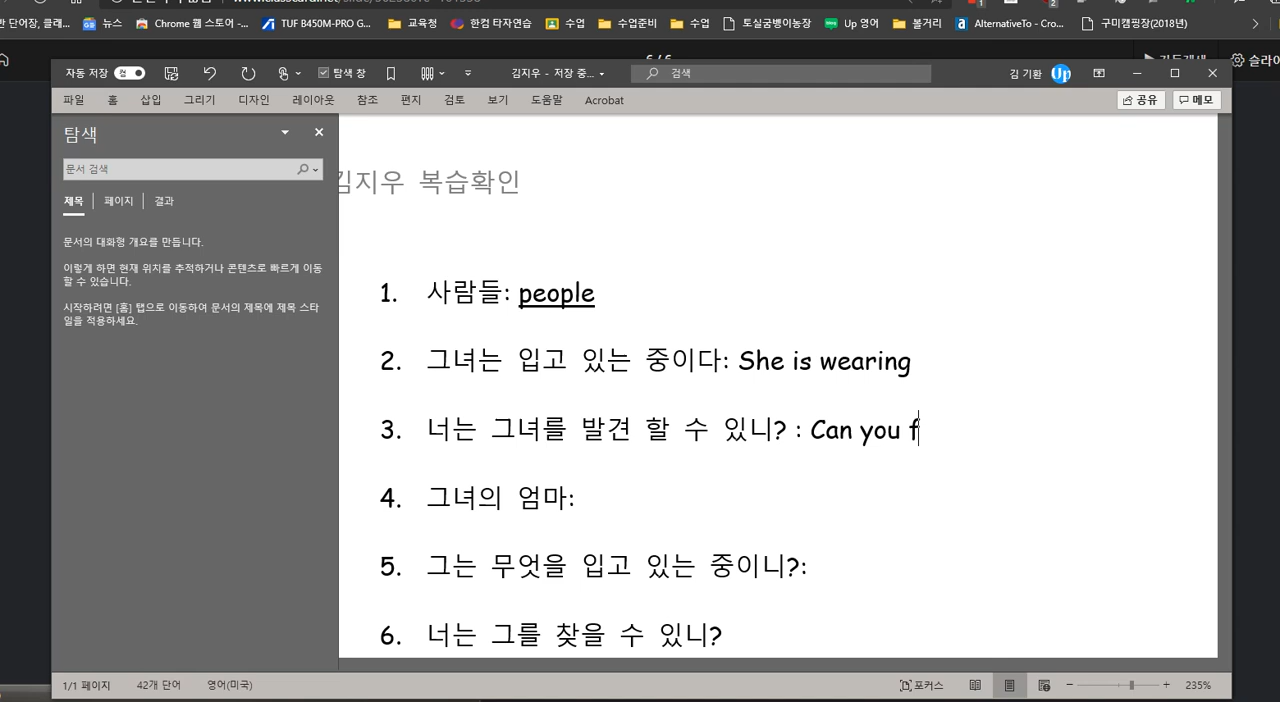 뉴스
Chrome 웹 스토어 -...
TUF B450M-PRO G...
교육청
한컴 타자연습
수업
수업준비
수업
토실굼벵이농장
Up 영어
볼거리
AlternativeTo - Cro...
구미캠핑장(2018년)
자동 저장
탐색 창
김지우 - 저장 중...
검색
김 기환
Up
파일 홈 삽입 그리기 디자인 레이아웃 참조 편지 검토 보기 도움말 Acrobat
공유
메모
탐색
문서 검색
제목 페이지 결과
문서의 대화형 개요를 만듭니다.
이렇게 하면 현재 위치를 추적하거나 콘텐츠로 빠르게 이동
할 수 있습니다.
시작하려면 [홈] 탭으로 이동하여 문서의 제목에 제목 스타
일을 적용하세요.
김지우 복습확인
1. 사람들: people
2. 그녀는 입고 있는 중이다: She is wearing
3. 너는 그녀를 발견 할 수 있니? : Can you f
4. 그녀의 엄마:
5. 그는 무엇을 입고 있는 중이니?:
6. 너는 그를 찾을 수 있니?
1/1 페이지 42개 단어 영어(미국)
포커스
235%